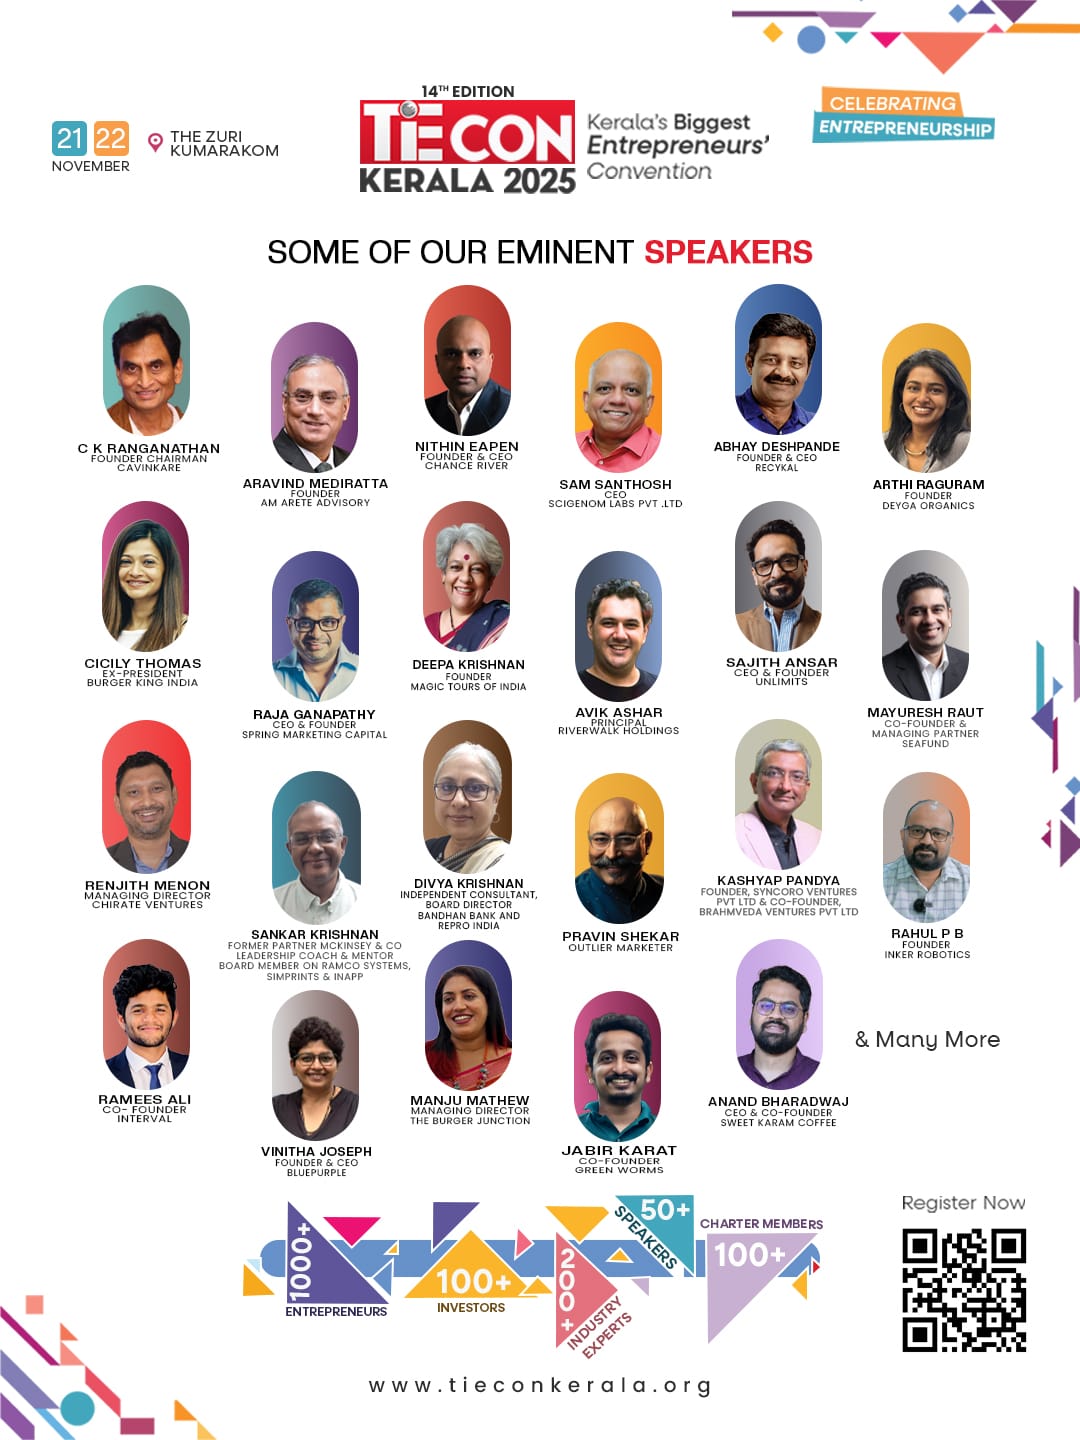 14TH EDITION
TiECON
KERALA 2025
Kerala's Biggest
Entrepreneurs'
Convention
CELEBRATING
ENTREPRENEURSHIP
21 22
NOVEMBER
THE ZURI
KUMARAKOM
SOME OF OUR EMINENT SPEAKERS
C K RANGANATHAN
FOUNDER CHAIRMAN
CAVINKARE
ARAVIND MEDIRATTA
FOUNDER
AM ARETE ADVISORY
NITHIN EAPEN
FOUNDER & CEO
CHANCE RIVER
SAM SANTHOSH
CEO
SCIGENOM LABS PVT .LTD
ABHAY DESHPANDE
FOUNDER & CEO
RECYKAL
ARTHI RAGURAM
FOUNDER
DEYGA ORGANICS
CICILY THOMAS
EX-PRESIDENT
BURGER KING INDIA
RAJA GANAPATHY
CEO & FOUNDER
SPRING MARKETING CAPITAL
DEEPA KRISHNAN
FOUNDER
MAGIC TOURS OF INDIA
AVIK ASHAR
PRINCIPAL
RIVERWALK HOLDINGS
SAJITH ANSAR
CEO & FOUNDER
UNLIMITS
MAYURESH RAUT
CO-FOUNDER &
MANAGING PARTNER
SEAFUND
RENJITH MENON
MANAGING DIRECTOR
CHIRATE VENTURES
SANKAR KRISHNAN
FORMER PARTNER MCKINSEY & CO
LEADERSHIP COACH & MENTOR
BOARD MEMBER ON RAMCO SYSTEMS,
SIMPRINTS & INAPP
DIVYA KRISHNAN
INDEPENDENT CONSULTANT,
BOARD DIRECTOR
BANDHAN BANK AND
REPRO INDIA
PRAVIN SHEKAR
OUTLIER MARKETER
KASHYAP PANDYA
FOUNDER, SYNCORO VENTURES
PVT LTD & CO-FOUNDER,
BRAHMVEDA VENTURES PVT LTD
RAHUL P B
FOUNDER
INKER ROBOTICS
RAMEES ALI
CO- FOUNDER
INTERVAL
VINITHA JOSEPH
FOUNDER & CEO
BLUEPURPLE
MANJU MATHEW
MANAGING DIRECTOR
THE BURGER JUNCTION
JABIR KARAT
CO-FOUNDER
GREEN WORMS
ANAND BHARADWAJ
CEO & CO-FOUNDER
SWEET KARAM COFFEE
& Many More
1000+
ENTREPRENEURS
100+
INVESTORS
200+
INDUSTRY
EXPERTS
50+
SPEAKERS
CHARTER MEMBERS
100+
Register Now
www.tieconkerala.org